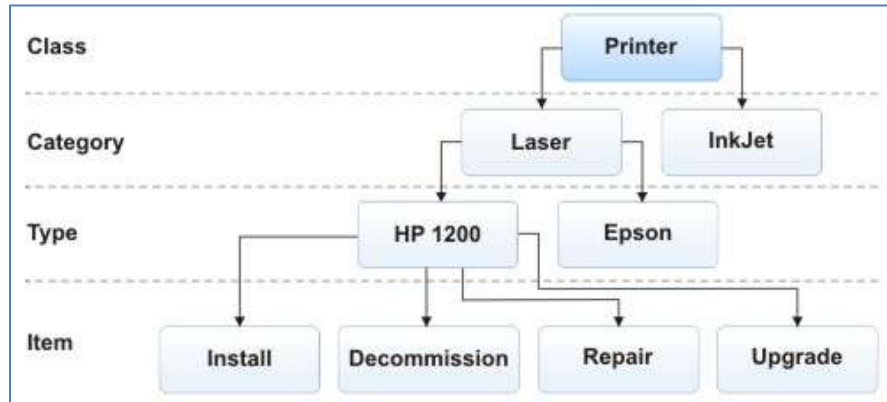 Class
Printer
Category
Laser
InkJet
Type
HP 1200
Epson
Item
Install
Decommission
Repair
Upgrade